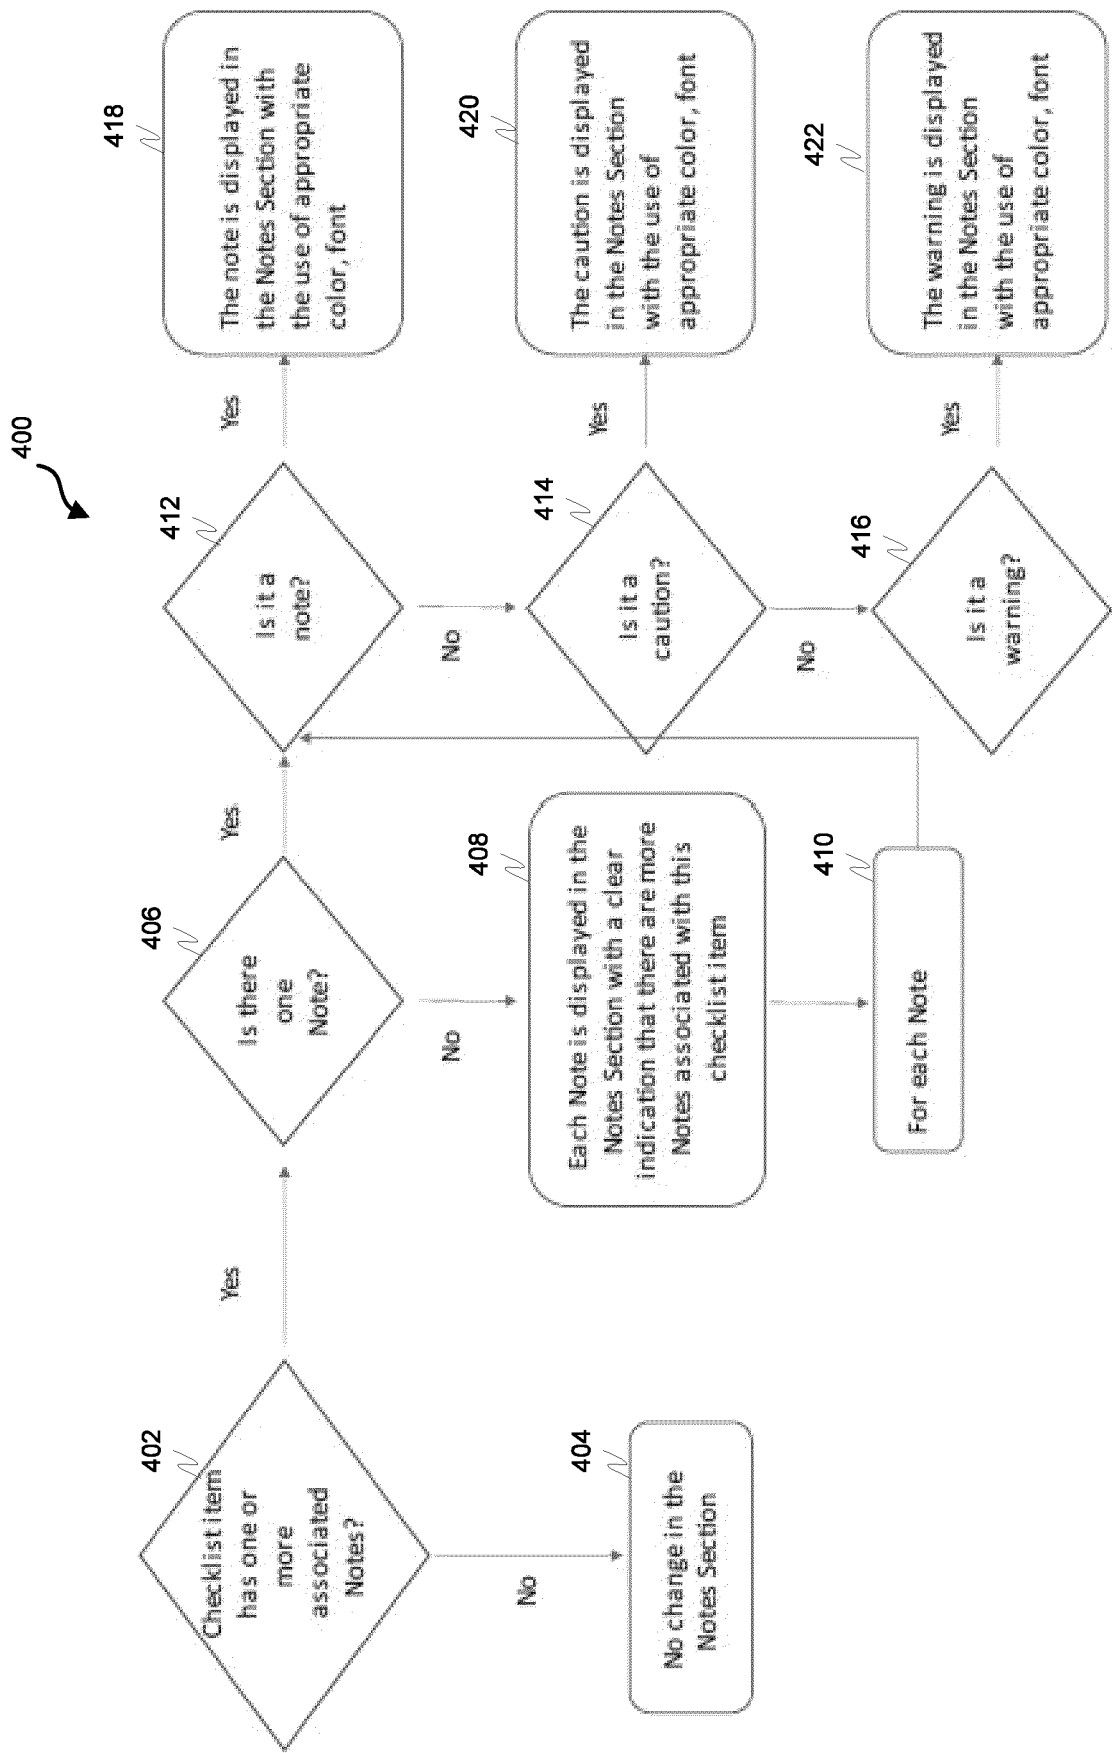 400
402
Checklist item
has one or
more
associated
Notes?
Yes
No
404
No change in the
Notes Section
406
Is there
one
Note?
Yes
No
408
Each Note is displayed in the
Notes Section with a clear
indication that there are more
Notes associated with this
checklist item
410
For each Note
412
Is it a
note?
Yes
No
418
The note is displayed in
the Notes Section with
the use of appropriate
color, font
414
Is it a
caution?
Yes
No
420
The caution is displayed
in the Notes Section
with the use of
appropriate color, font
416
Is it a
warning?
Yes
422
The warning is displayed
in the Notes Section
with the use of
appropriate color, font